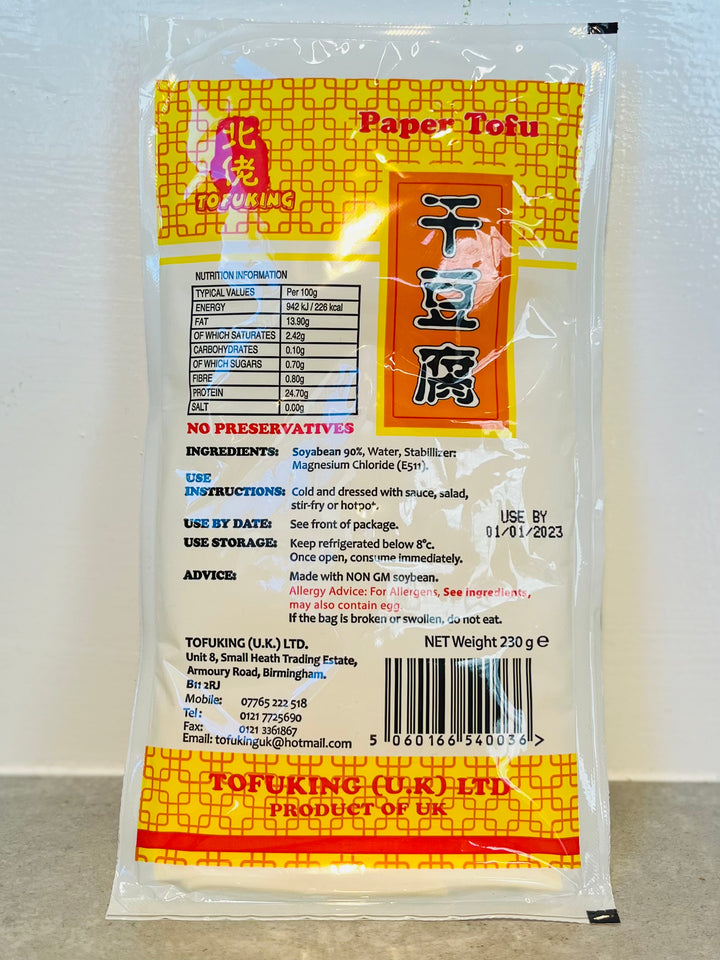 北
佬
TOFUKING
Paper Tofu
干
豆
腐
NUTRITION INFORMATION
TYPICAL VALUES Per 100g
ENERGY 942 kJ / 226 kcal
FAT 13.90g
OF WHICH SATURATES 2.42g
CARBOHYDRATES 0.10g
OF WHICH SUGARS 0.70g
FIBRE 0.80g
PROTEIN 24.70g
SALT 0.00g
NO PRESERVATIVES
INGREDIENTS: Soyabean 90%, Water, Stabillizer:
Magnesium Chloride (E511).
USE
INSTRUCTIONS: Cold and dressed with sauce, salad,
stir-fry or hotpot.
USE BY DATE: See front of package.
USE STORAGE: Keep refrigerated below 8°c.
Once open, consume immediately.
USE BY
01/01/2023
ADVICE: Made with NON GM soybean.
Allergy Advice: For Allergens, See ingredients,
may also contain egg.
If the bag is broken or swollen, do not eat.
TOFUKING (U.K.) LTD.
Unit 8, Small Heath Trading Estate,
Armoury Road, Birmingham.
B11 2RJ
Mobile: 07765 222 518
Tel: 0121 7725690
Fax: 0121 3361867
Email: tofukinguk@hotmail.com
NET Weight 230 g e
5 060166 540036 >
TOFUKING (U.K) LTD
PRODUCT OF UK